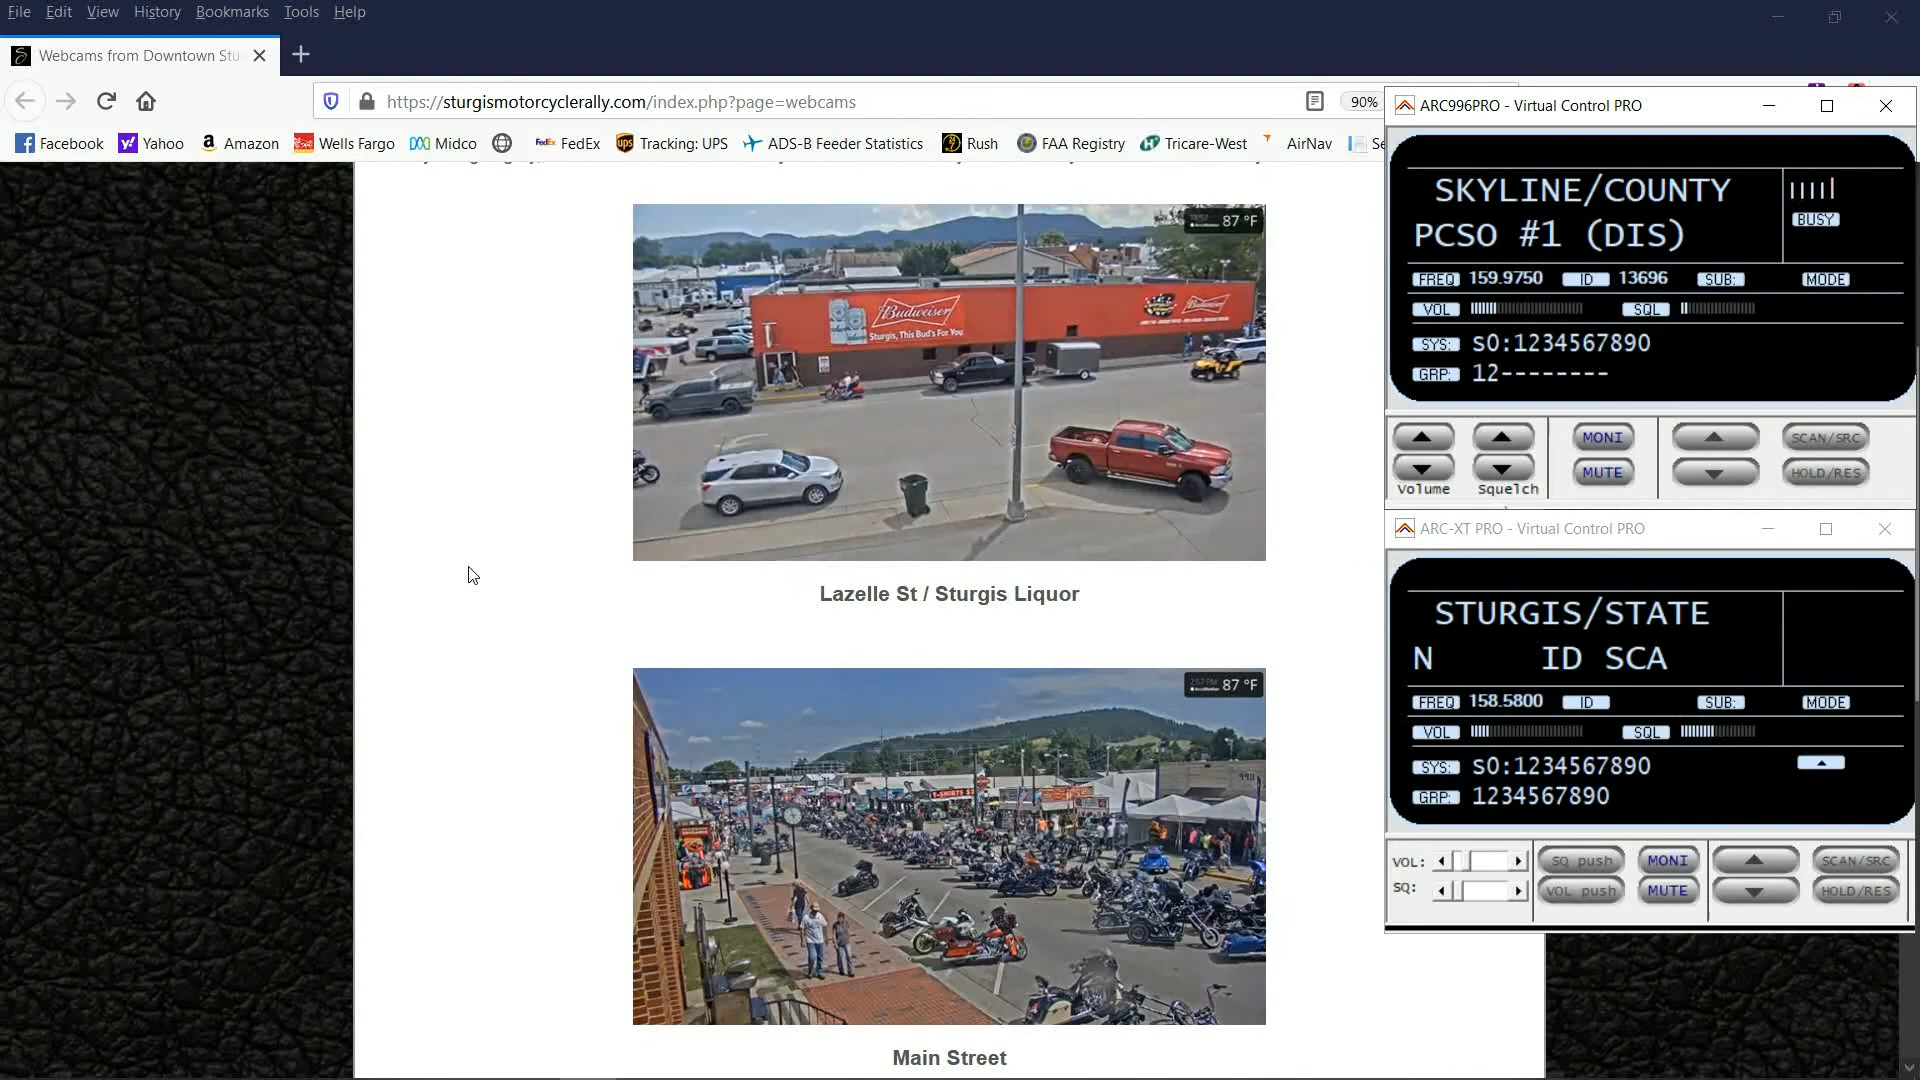 File Edit View History Bookmarks Tools Help
Webcams from Downtown Stu
https://sturgismotorcyclerally.com/index.php?page=webcams
90%
Facebook Yahoo Amazon Wells Fargo Midco FedEx Tracking: UPS ADS-B Feeder Statistics Rush FAA Registry Tricare-West AirNav Se
87 °F
Budweiser
Sturgis, This Bud's For You
Lazelle St / Sturgis Liquor
2:57 PM
87 °F
T-SHIRTS
Main Street
ARC996PRO - Virtual Control PRO
SKYLINE/COUNTY
PCSO #1 (DIS)
BUSY
FREQ 159.9750 ID 13696 SUB: MODE
VOL SQL
SYS: S0:1234567890
GRP: 12--------
MONI SCAN/SRC
MUTE HOLD/RES
Volume Squelch
ARC-XT PRO - Virtual Control PRO
STURGIS/STATE
N ID SCA
FREQ 158.5800 ID SUB: MODE
VOL SQL
SYS: S0:1234567890
GRP: 1234567890
VOL: SQ push MONI SCAN/SRC
SQ: VOL push MUTE HOLD/RES